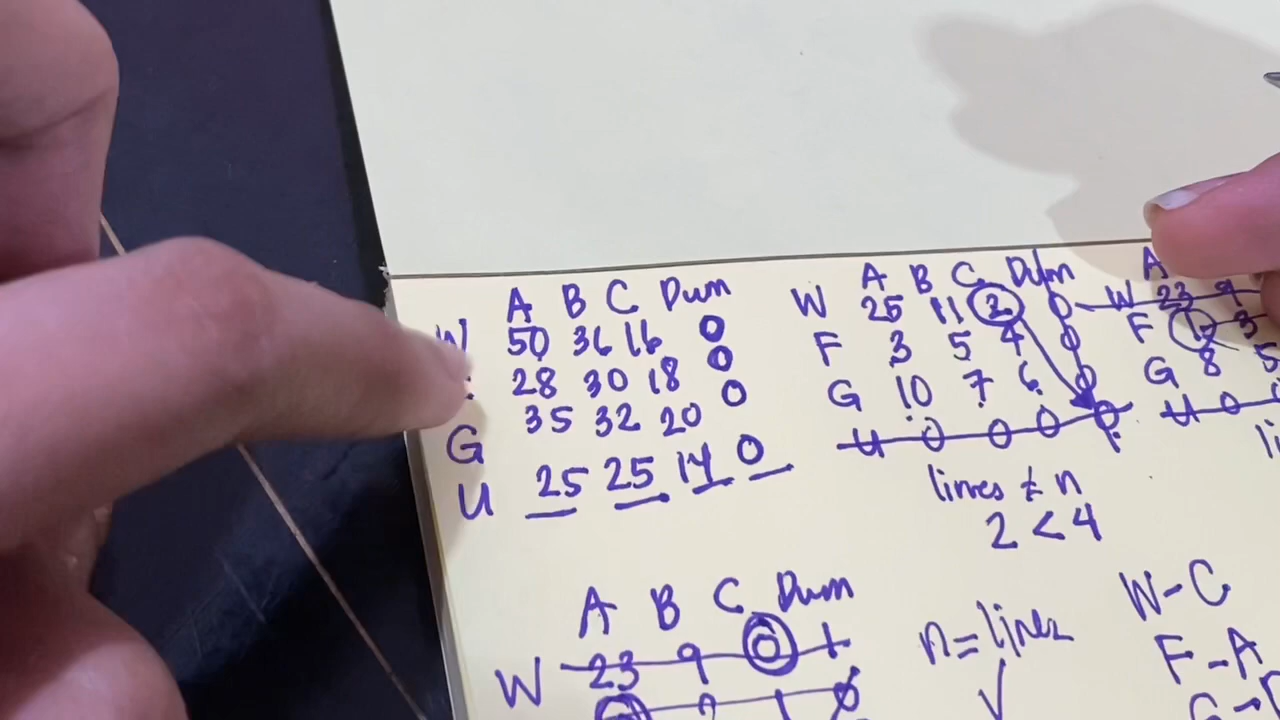 A B C Dum
W 50 36 16 0
28 30 18 0
G 35 32 20 0
U 25 25 14 0
A B C Dum
W 25 11 2 0
F 3 5 4 0
G 10 7 6 0
U 0 0 0 0
lines ≠ n
2 < 4
A
W 23 9
F 1 3
G 8 5
U 0 0
A B C Dum
W 23 9 0 1
n = lines
√
W-C
F-A